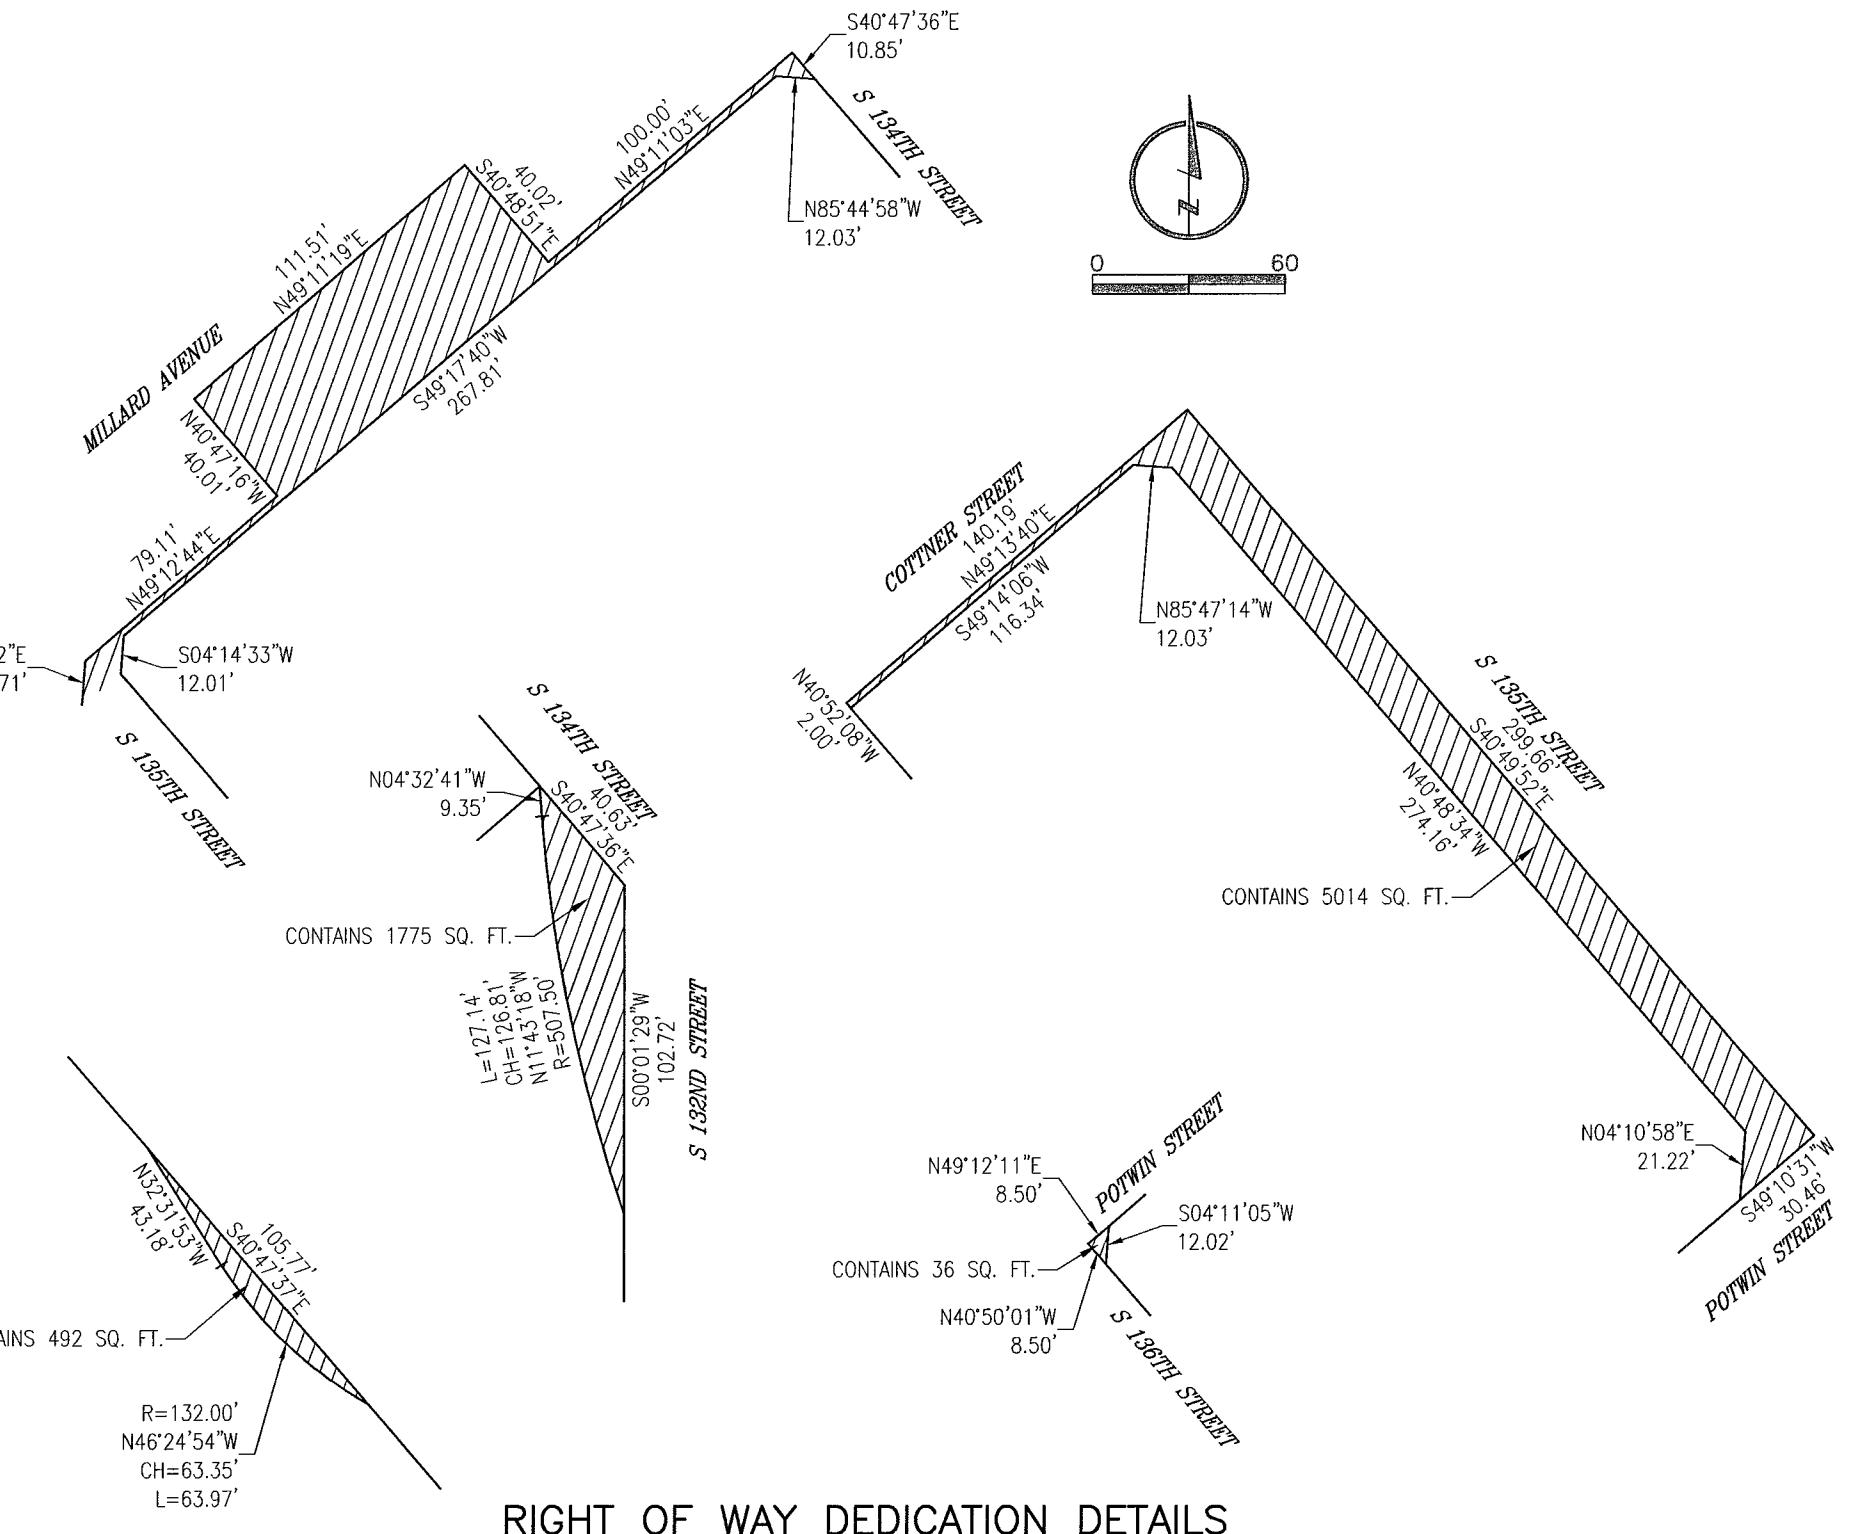 S40°47'36"E
10.85'
S 134TH STREET
100.00'
N49°11'03"E
40.02'
S40°48'51"E
N85°44'58"W
12.03'
111.51'
N49°11'19"E
MILLARD AVENUE
S49°17'40"W
267.81'
N40°47'16"W
40.01'
79.11'
N49°12'44"E
2"E
71'
S04°14'33"W
12.01'
S 135TH STREET
N
0 60
COTTNER STREET
140.19'
N49°13'40"E
S49°14'06"W
116.34'
N85°47'14"W
12.03'
N40°52'08"W
2.00'
S 135TH STREET
299.66'
S40°49'52"E
N40°48'34"W
274.16'
CONTAINS 5014 SQ. FT.
N04°10'58"E
21.22'
S49°10'31"W
30.46'
POTWIN STREET
S 134TH STREET
N04°32'41"W
9.35'
40.63'
S40°47'36"E
CONTAINS 1775 SQ. FT.
L=127.14'
CH=126.81'
N11°43'18"W
R=507.50'
S00°01'29"W
102.72'
S 132ND STREET
N32°31'53"W
43.18'
105.77'
S40°47'37"E
AINS 492 SQ. FT.
R=132.00'
N46°24'54"W
CH=63.35'
L=63.97'
POTWIN STREET
N49°12'11"E
8.50'
S04°11'05"W
12.02'
CONTAINS 36 SQ. FT.
N40°50'01"W
8.50'
S 136TH STREET
RIGHT OF WAY DEDICATION DETAILS